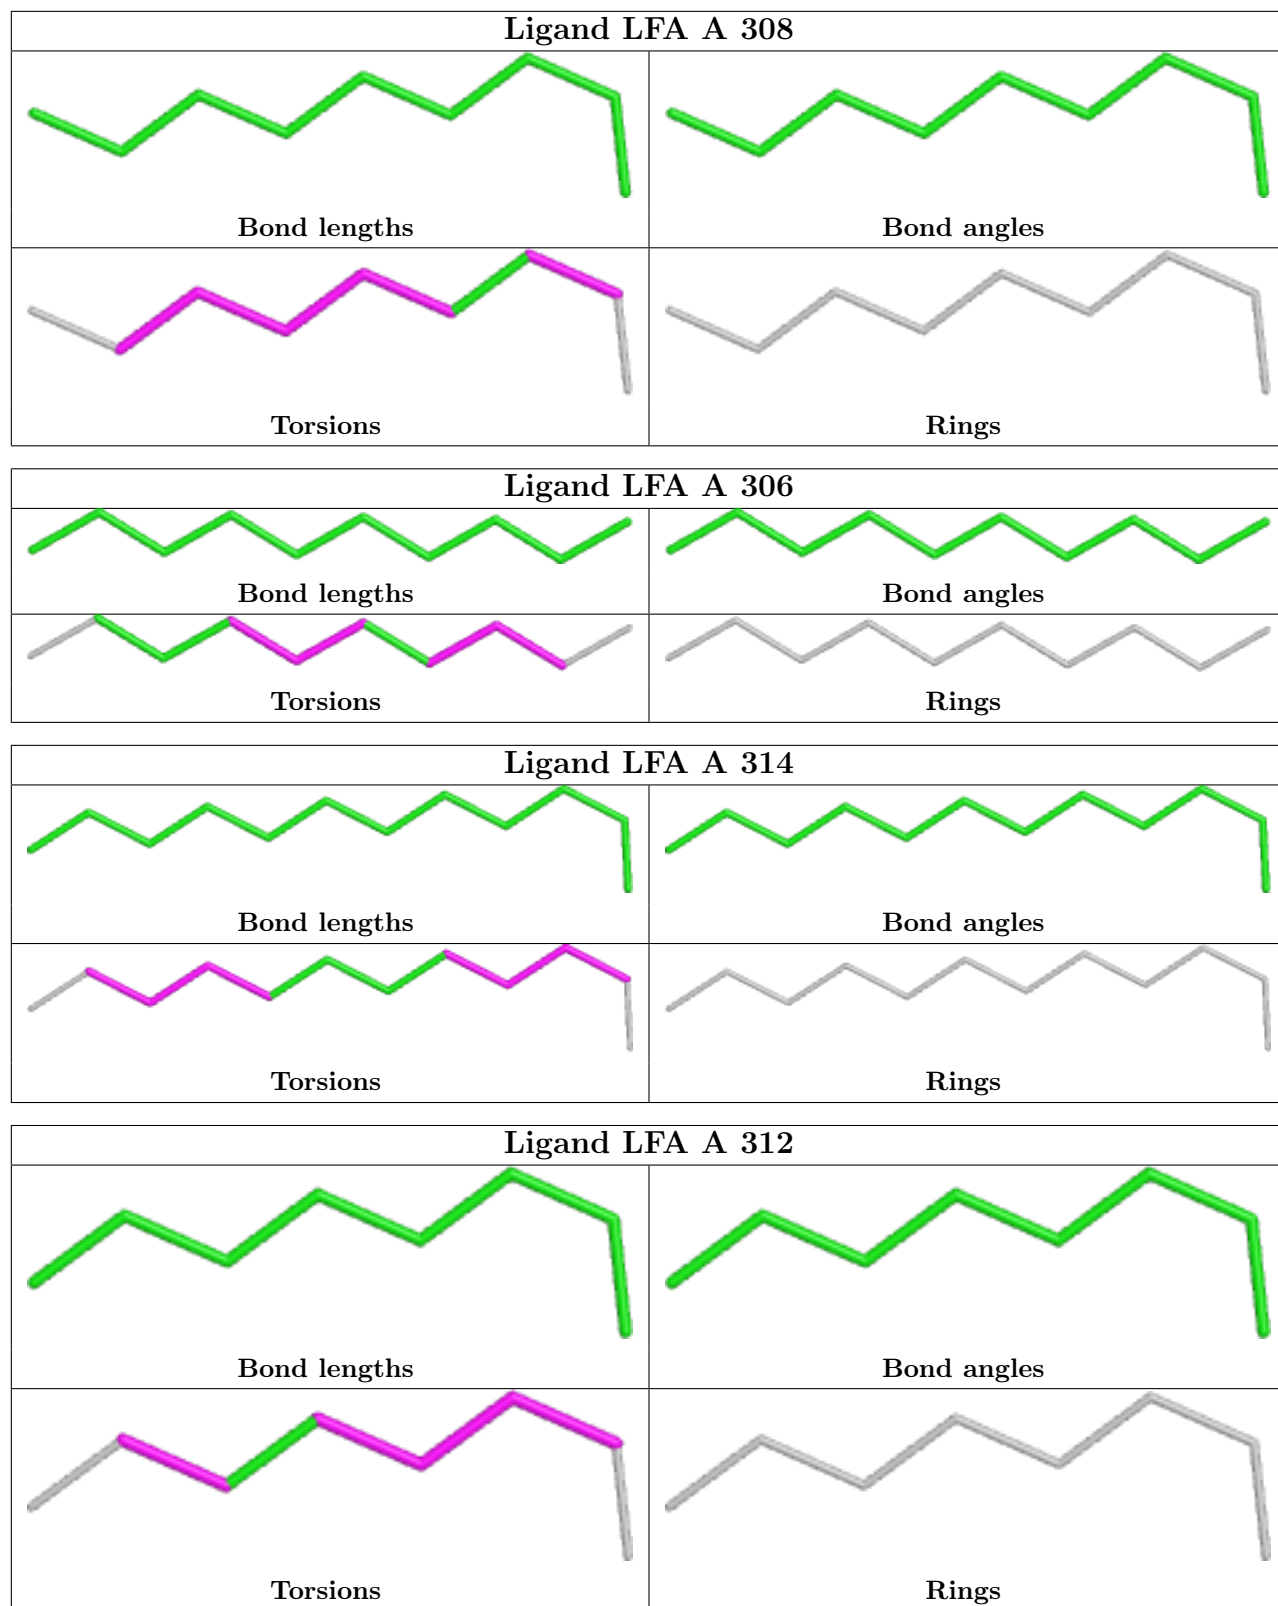 Ligand LFA A 308
Bond lengths Bond angles
Torsions Rings
Ligand LFA A 306
Bond lengths Bond angles
Torsions Rings
Ligand LFA A 314
Bond lengths Bond angles
Torsions Rings
Ligand LFA A 312
Bond lengths Bond angles
Torsions Rings